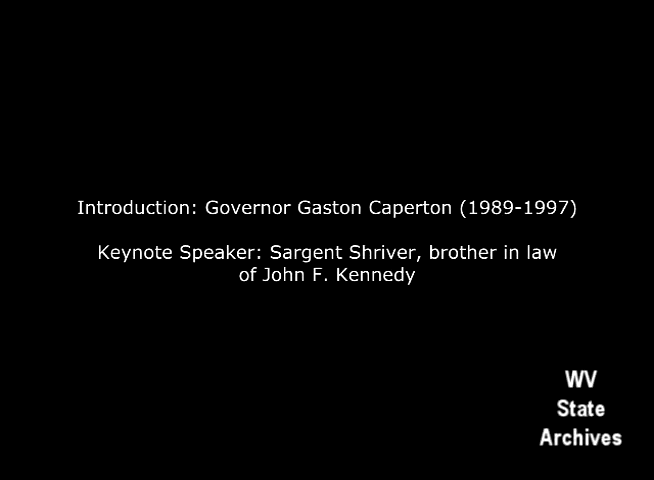 Introduction: Governor Gaston Caperton (1989-1997)
Keynote Speaker: Sargent Shriver, brother in law
of John F. Kennedy
WV
State
Archives